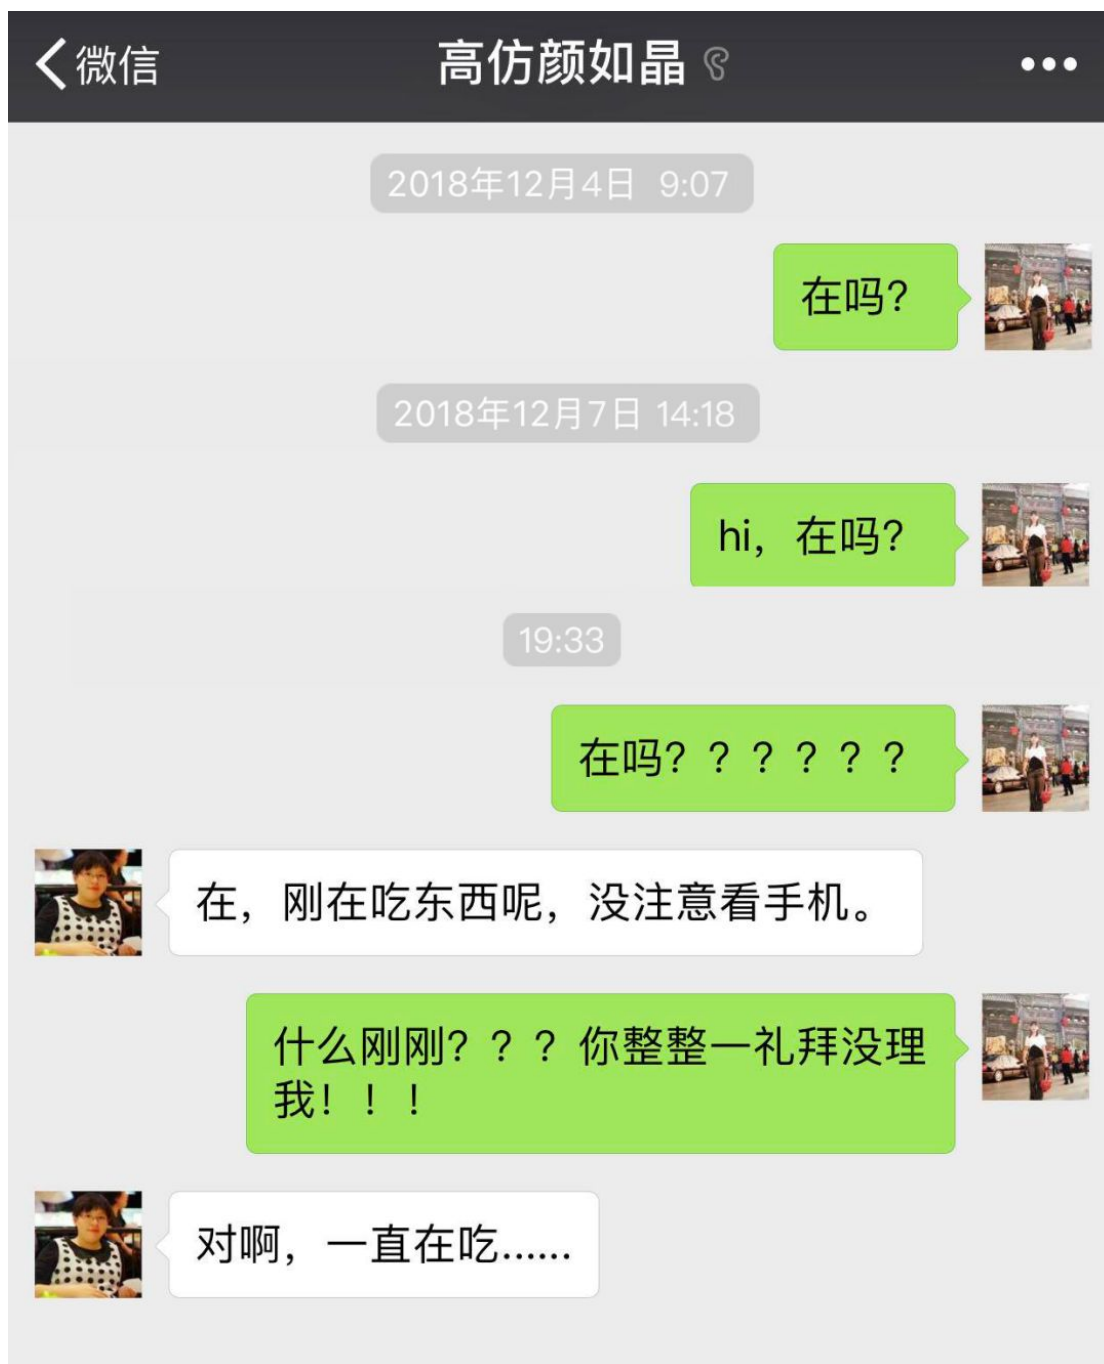 微信
高仿颜如晶
2018年12月4日 9:07
在吗？
2018年12月7日 14:18
hi，在吗？
19:33
在吗？？？？？？
在，刚在吃东西呢，没注意看手机。
什么刚刚？？？你整整一礼拜没理
我！！！
对啊，一直在吃......